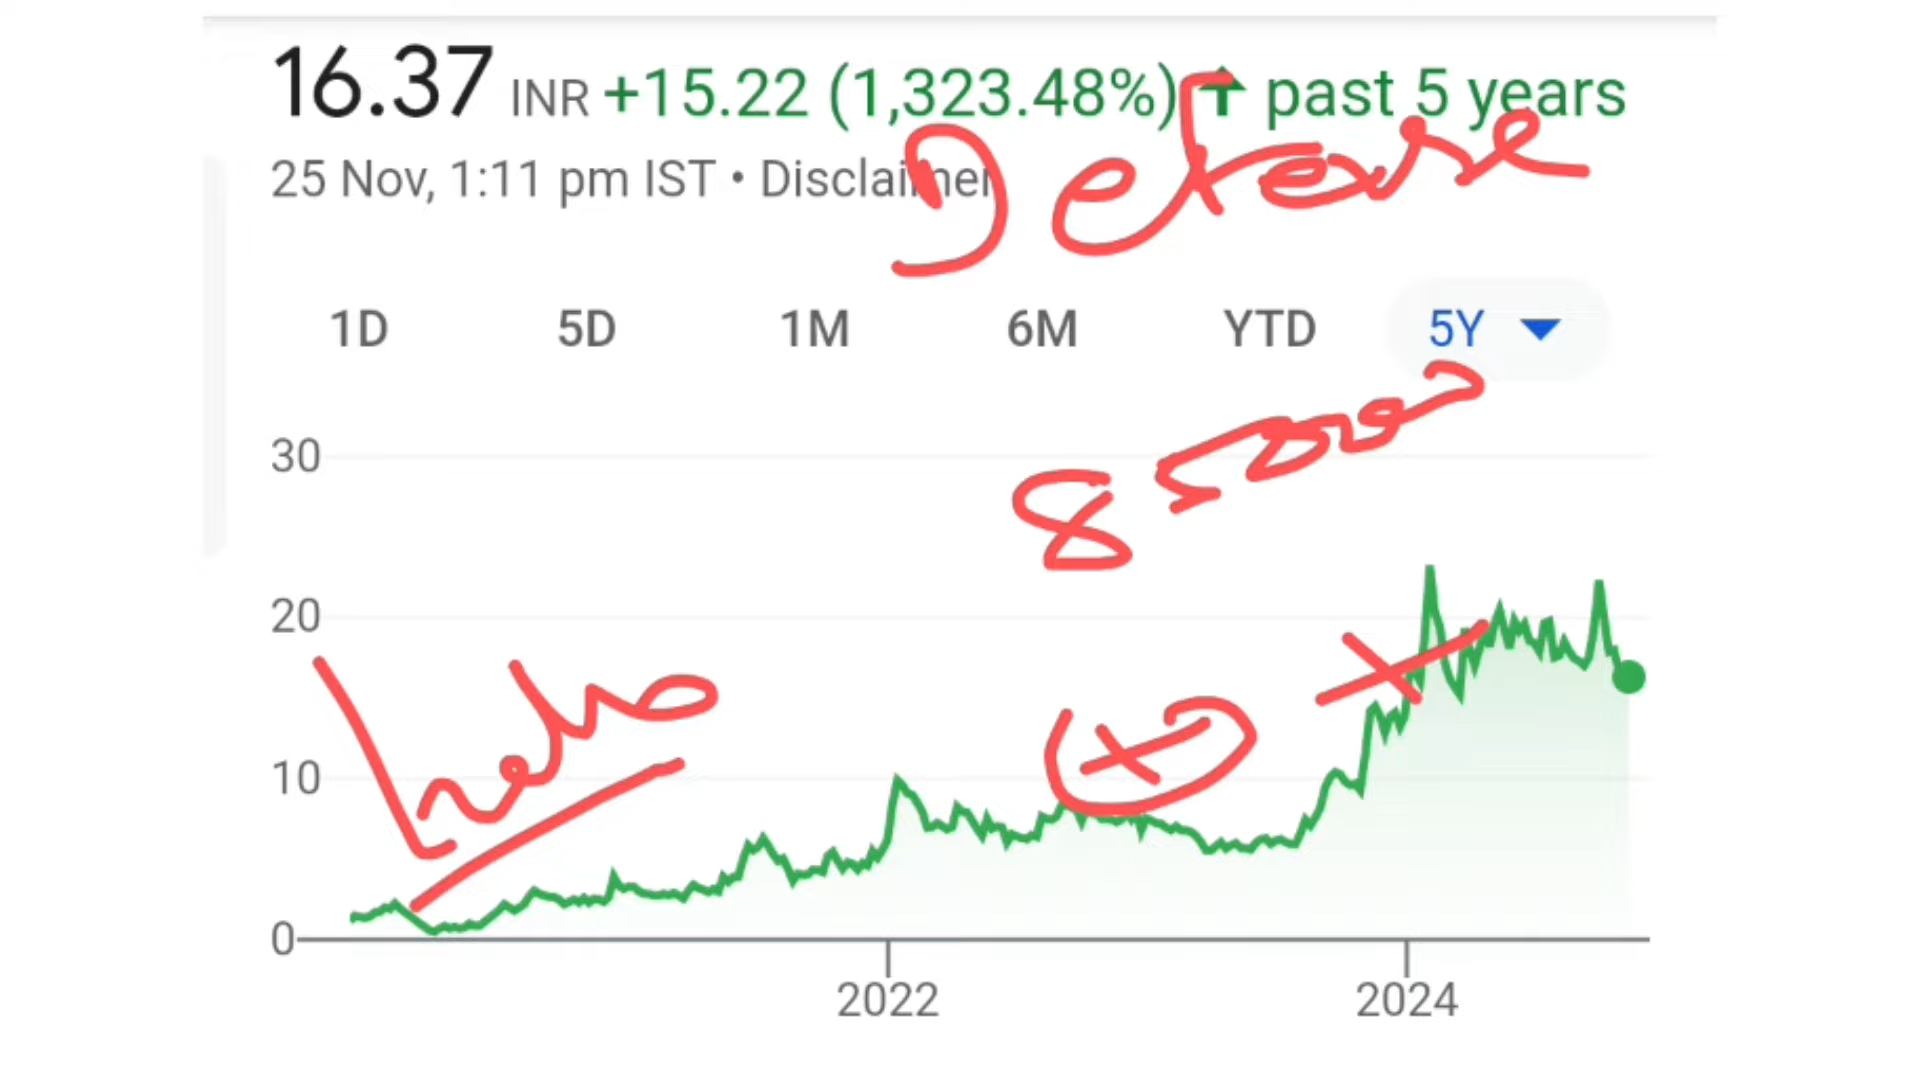 16.37 INR +15.22 (1,323.48%) ↑ past 5 years
25 Nov, 1:11 pm IST • Disclaimer
1D 5D 1M 6M YTD 5Y
30
20
10
0
2022 2024